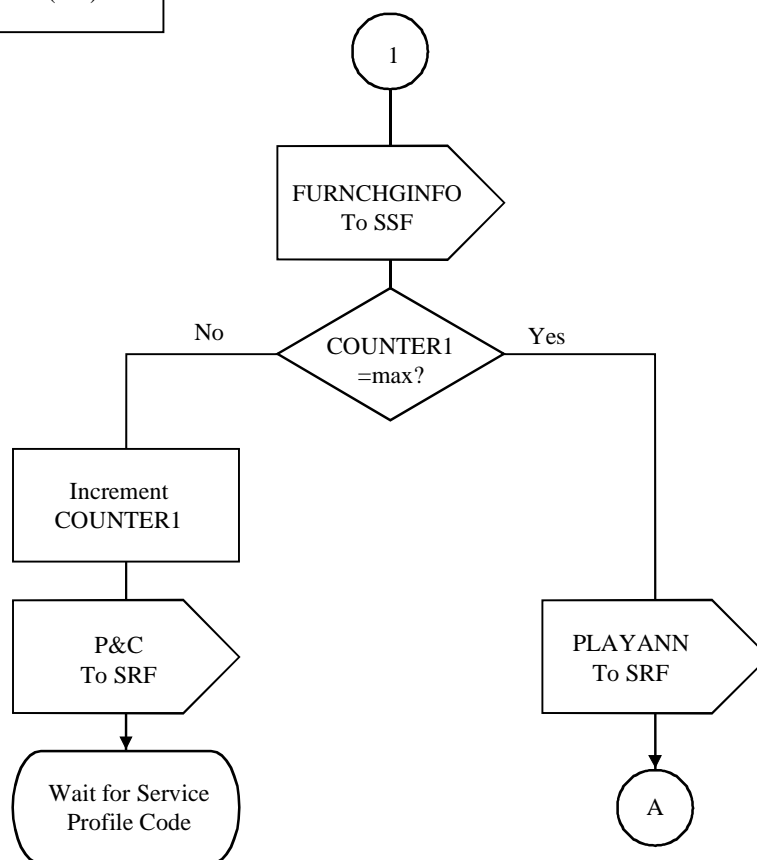 1
FURNCHGINFO
To SSF
No
COUNTER1
=max?
Yes
Increment
COUNTER1
P&C
To SRF
PLAYANN
To SRF
Wait for Service
Profile Code
A